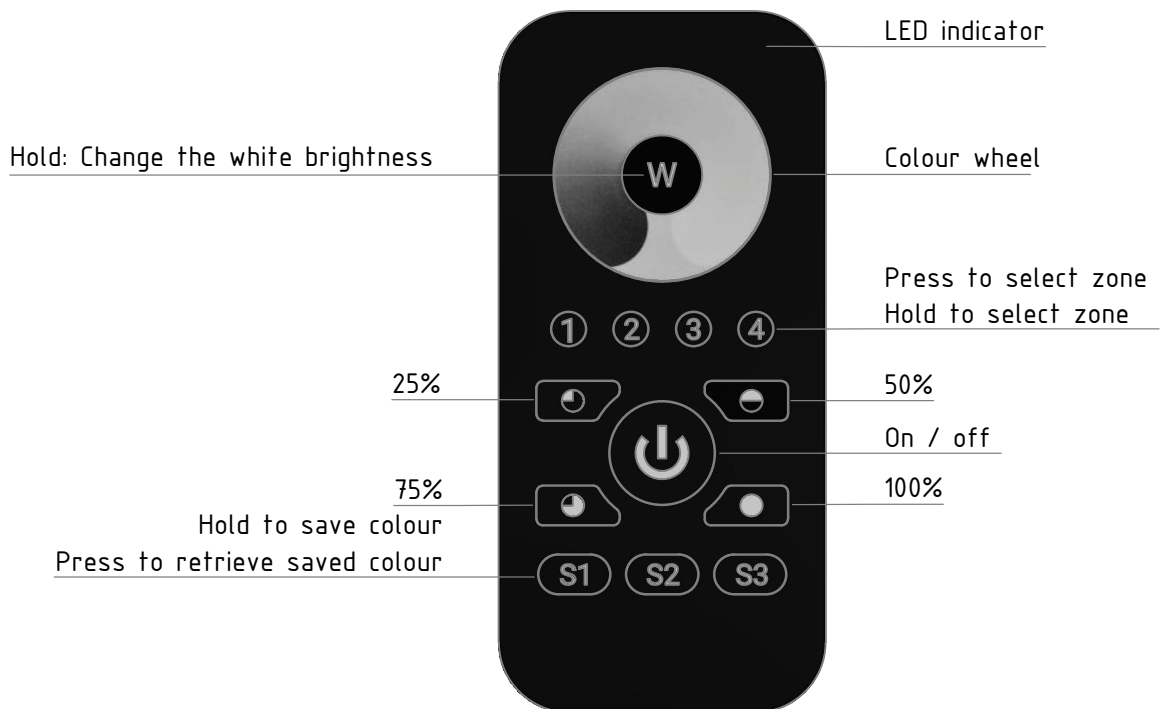 LED indicator
Hold: Change the white brightness
W
Colour wheel
Press to select zone
Hold to select zone
1 2 3 4
25%
50%
On / off
75%
100%
Hold to save colour
Press to retrieve saved colour
S1 S2 S3